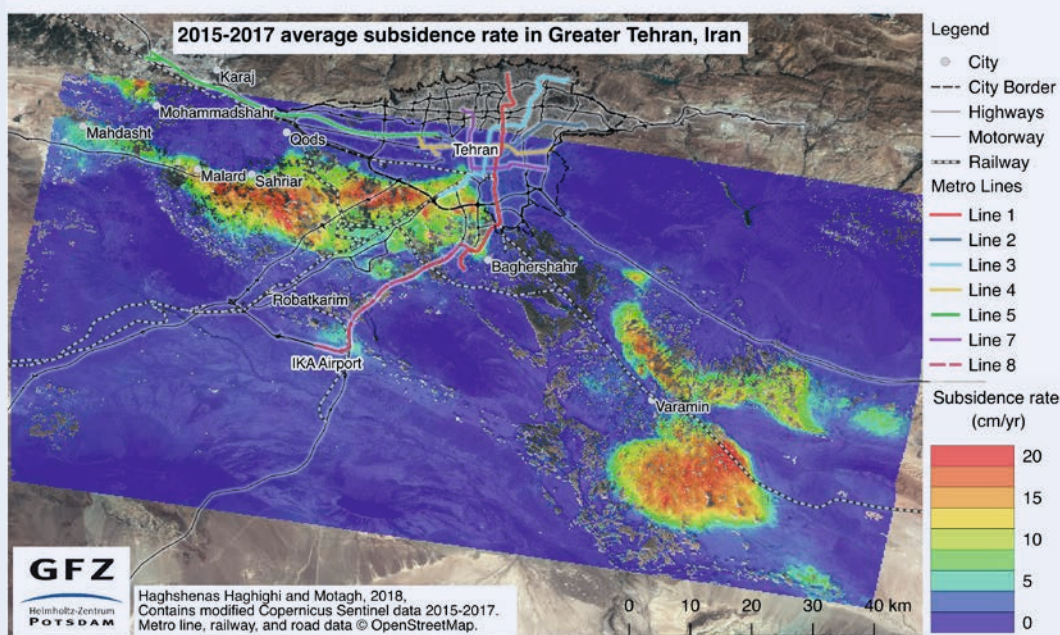 2015-2017 average subsidence rate in Greater Tehran, Iran
Karaj
Mohammadshahr
Mahdasht
Qods
Tehran
Malard
Sahriar
Baghershahr
Robatkarim
IKA Airport
Varamin
Legend
City
City Border
Highways
Motorway
Railway
Metro Lines
Line 1
Line 2
Line 3
Line 4
Line 5
Line 7
Line 8
Subsidence rate
(cm/yr)
20
15
10
5
0
GFZ
Helmholtz-Zentrum
POTSDAM
Haghshenas Haghighi and Motagh, 2018,
Contains modified Copernicus Sentinel data 2015-2017.
Metro line, railway, and road data © OpenStreetMap.
0 10 20 30 40 km